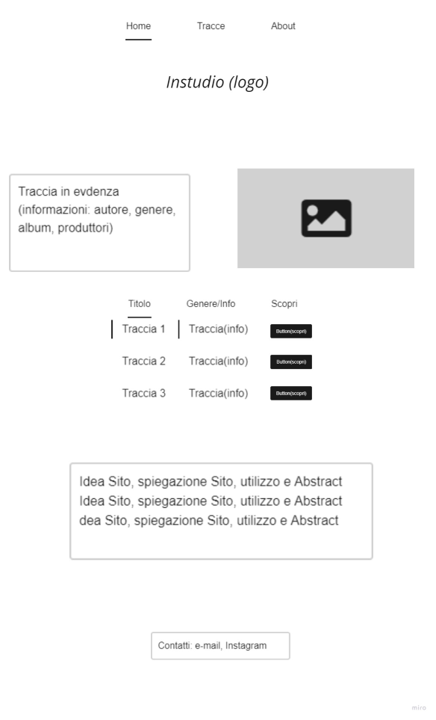 Home Tracce About
Instudio (logo)
Traccia in evdenza
(informazioni: autore, genere,
album, produttori)
Titolo Genere/Info Scopri
Traccia 1 Traccia(info) Button(scopri)
Traccia 2 Traccia(info) Button(scopri)
Traccia 3 Traccia(info) Button(scopri)
Idea Sito, spiegazione Sito, utilizzo e Abstract
Idea Sito, spiegazione Sito, utilizzo e Abstract
dea Sito, spiegazione Sito, utilizzo e Abstract
Contatti: e-mail, Instagram
miro